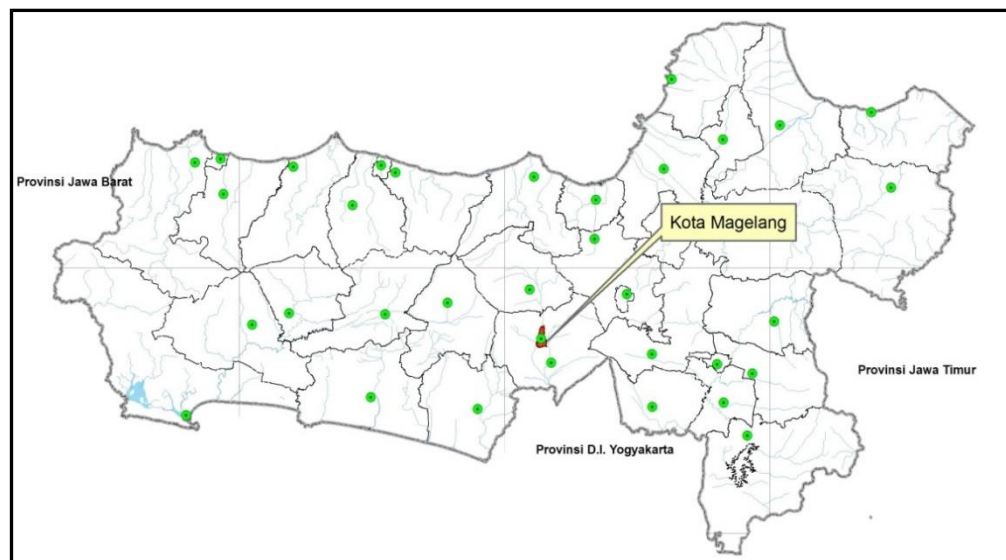 Provinsi Jawa Barat
Kota Magelang
Provinsi Jawa Timur
Provinsi D.I. Yogyakarta